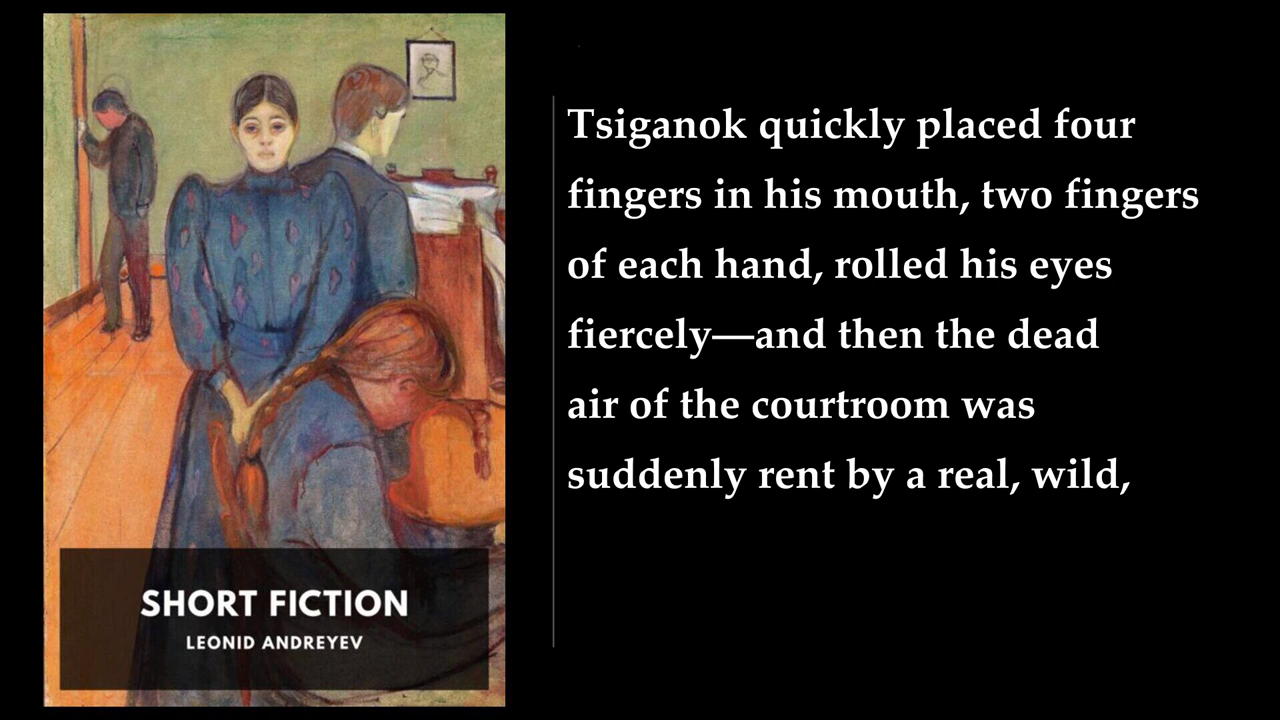 SHORT FICTION
LEONID ANDREYEV
Tsiganok quickly placed four
fingers in his mouth, two fingers
of each hand, rolled his eyes
fiercely—and then the dead
air of the courtroom was
suddenly rent by a real, wild,